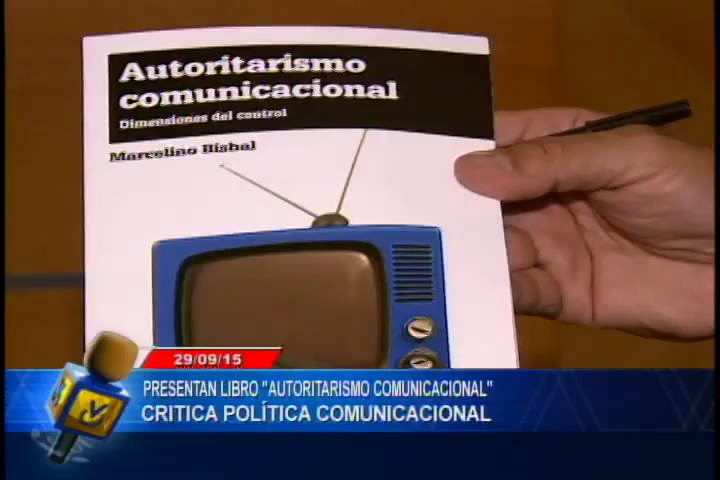 Autoritarismo
comunicacional
Dimensiones del control
Marcelino Bisbal
29/09/15
PRESENTAN LIBRO "AUTORITARISMO COMUNICACIONAL"
CRITICA POLÍTICA COMUNICACIONAL